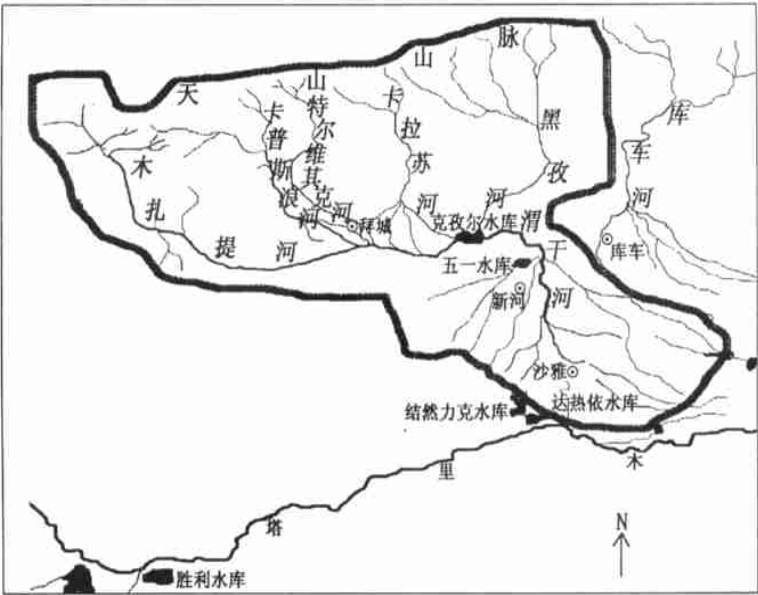 天山山脉
木扎提河
卡普斯浪河
特尔维其克河
卡拉苏河
黑孜河
库车河
拜城
克孜尔水库
渭干河
库车
五一水库
新河
沙雅
结然力克水库
达热依水库
塔里木
胜利水库
N